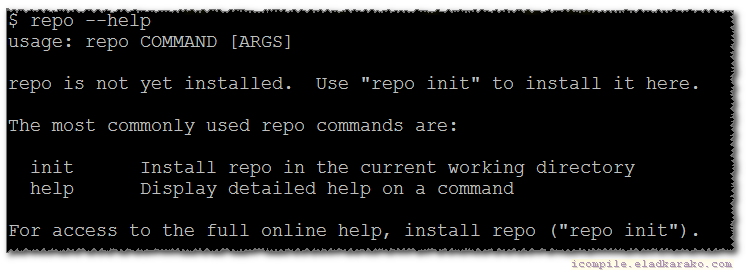 $ repo --help
usage: repo COMMAND [ARGS]
repo is not yet installed.  Use "repo init" to install it here.
The most commonly used repo commands are:
  init      Install repo in the current working directory
  help      Display detailed help on a command
For access to the full online help, install repo ("repo init").
icompile.eladkarako.com